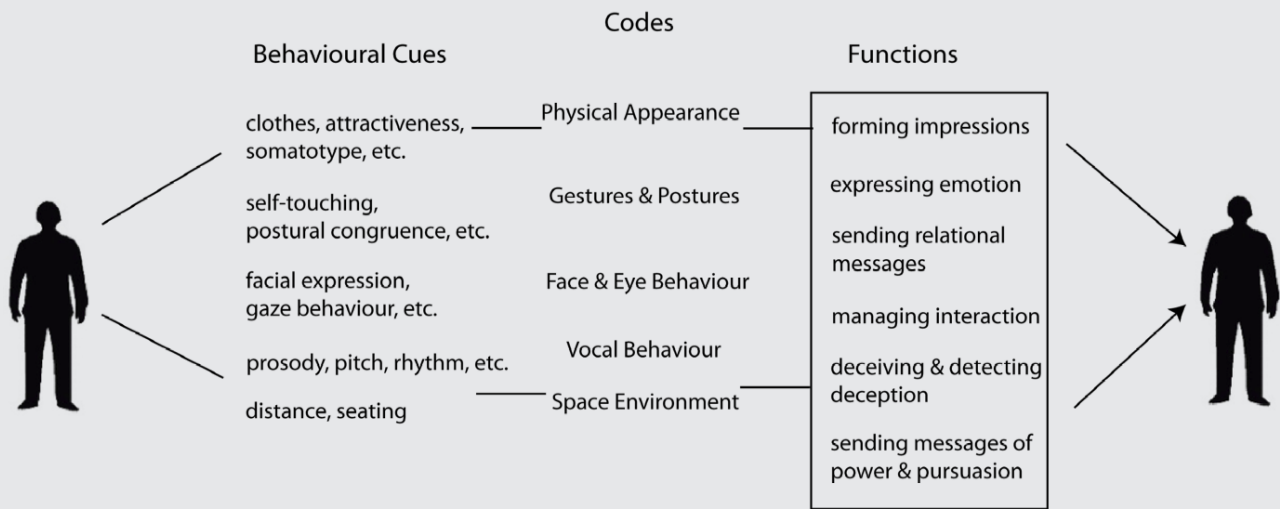 Codes
Behavioural Cues
Functions
clothes, attractiveness,
somatotype, etc.
Physical Appearance
forming impressions
self-touching,
postural congruence, etc.
Gestures & Postures
expressing emotion
sending relational
messages
facial expression,
gaze behaviour, etc.
Face & Eye Behaviour
managing interaction
prosody, pitch, rhythm, etc.
Vocal Behaviour
deceiving & detecting
deception
distance, seating
Space Environment
sending messages of
power & pursuasion